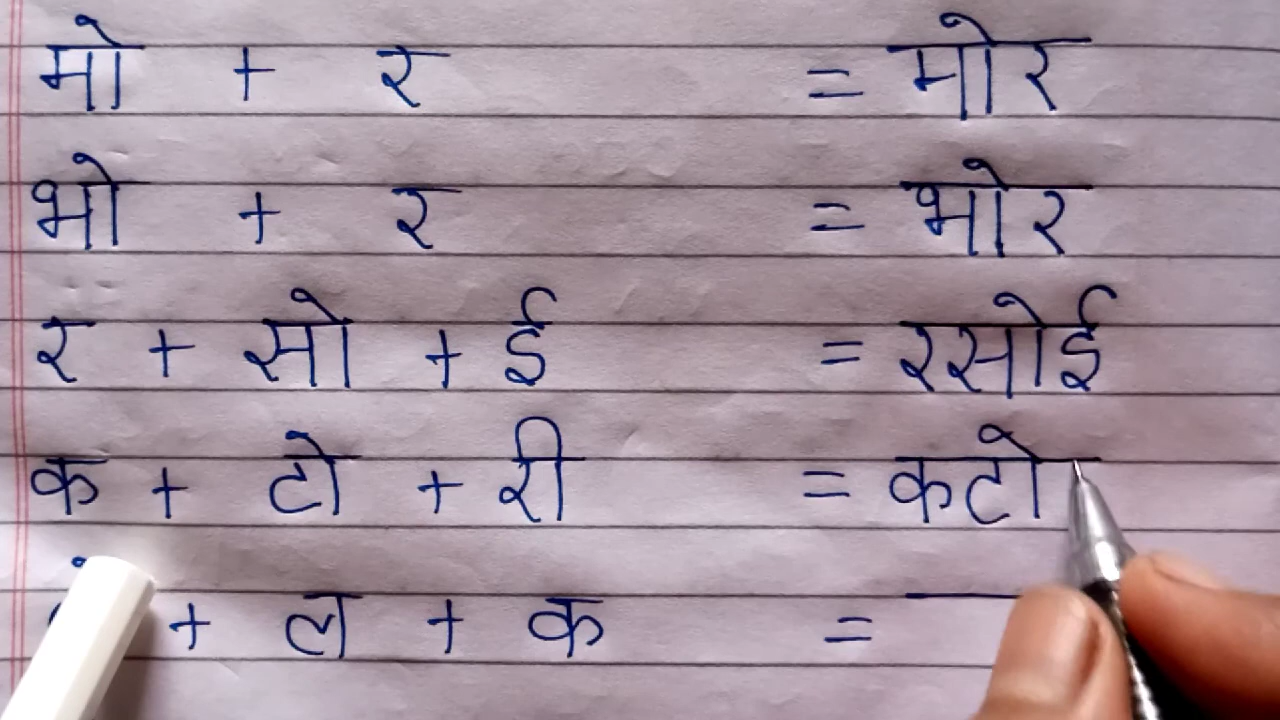 मो + र = मोर
भो + र = भोर
र + सो + ई = रसोई
क + टो + री = कटो
+ ल + क =